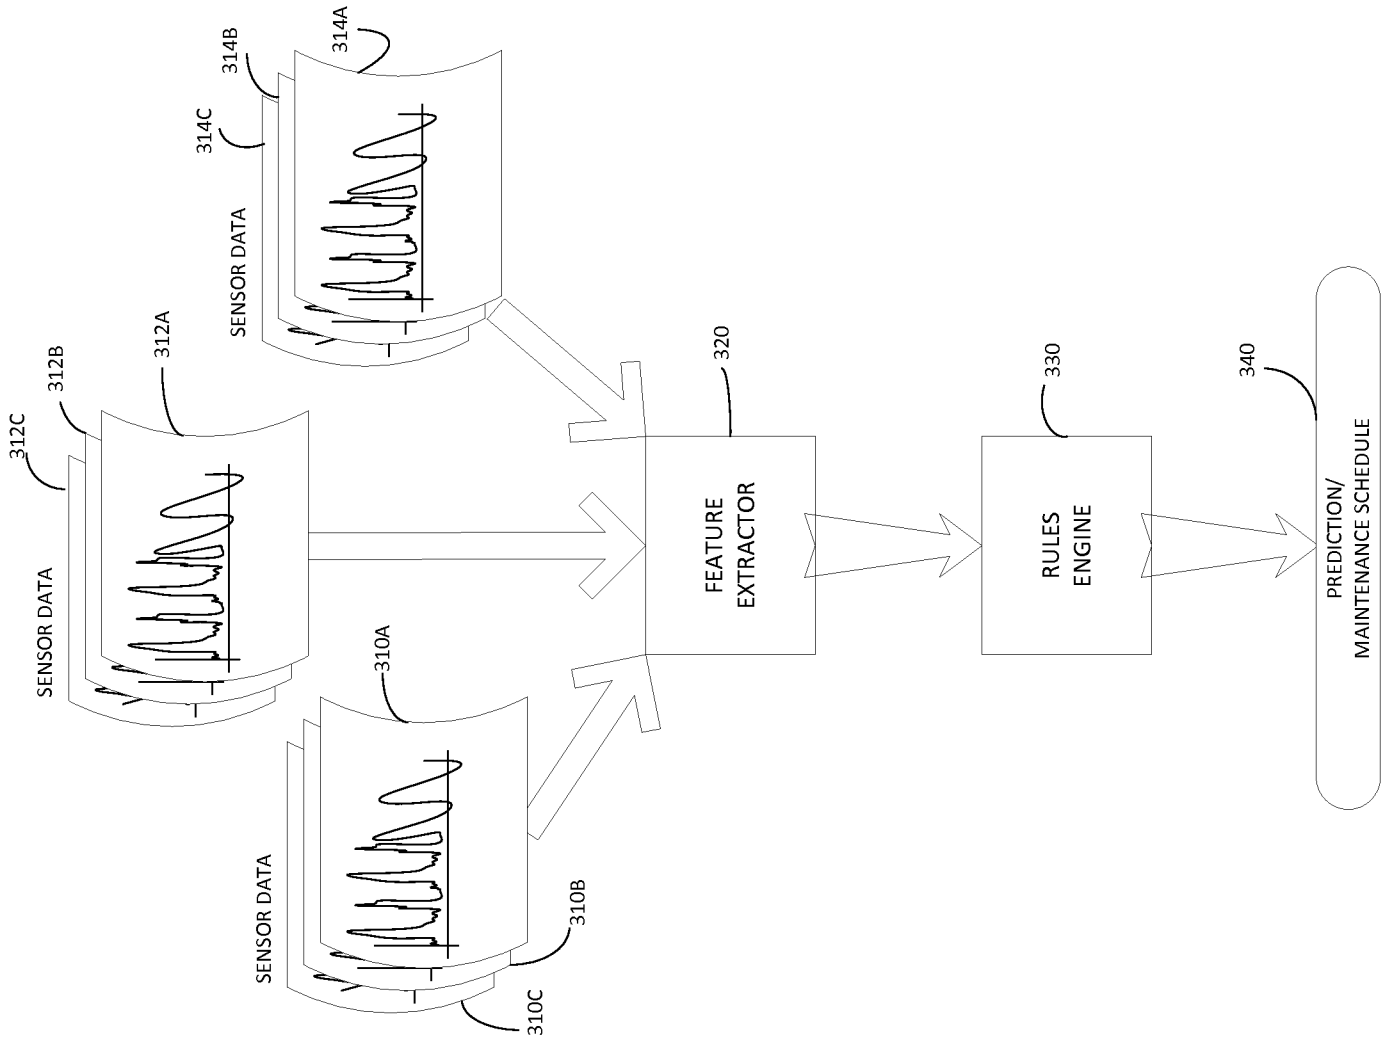 310C
310B
SENSOR DATA
310A
SENSOR DATA
312C
312B
312A
SENSOR DATA
314C
314B
314A
FEATURE
EXTRACTOR
320
RULES
ENGINE
330
PREDICTION/
MAINTENANCE SCHEDULE
340